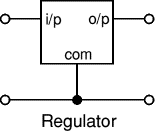 i/p o/p
com
Regulator